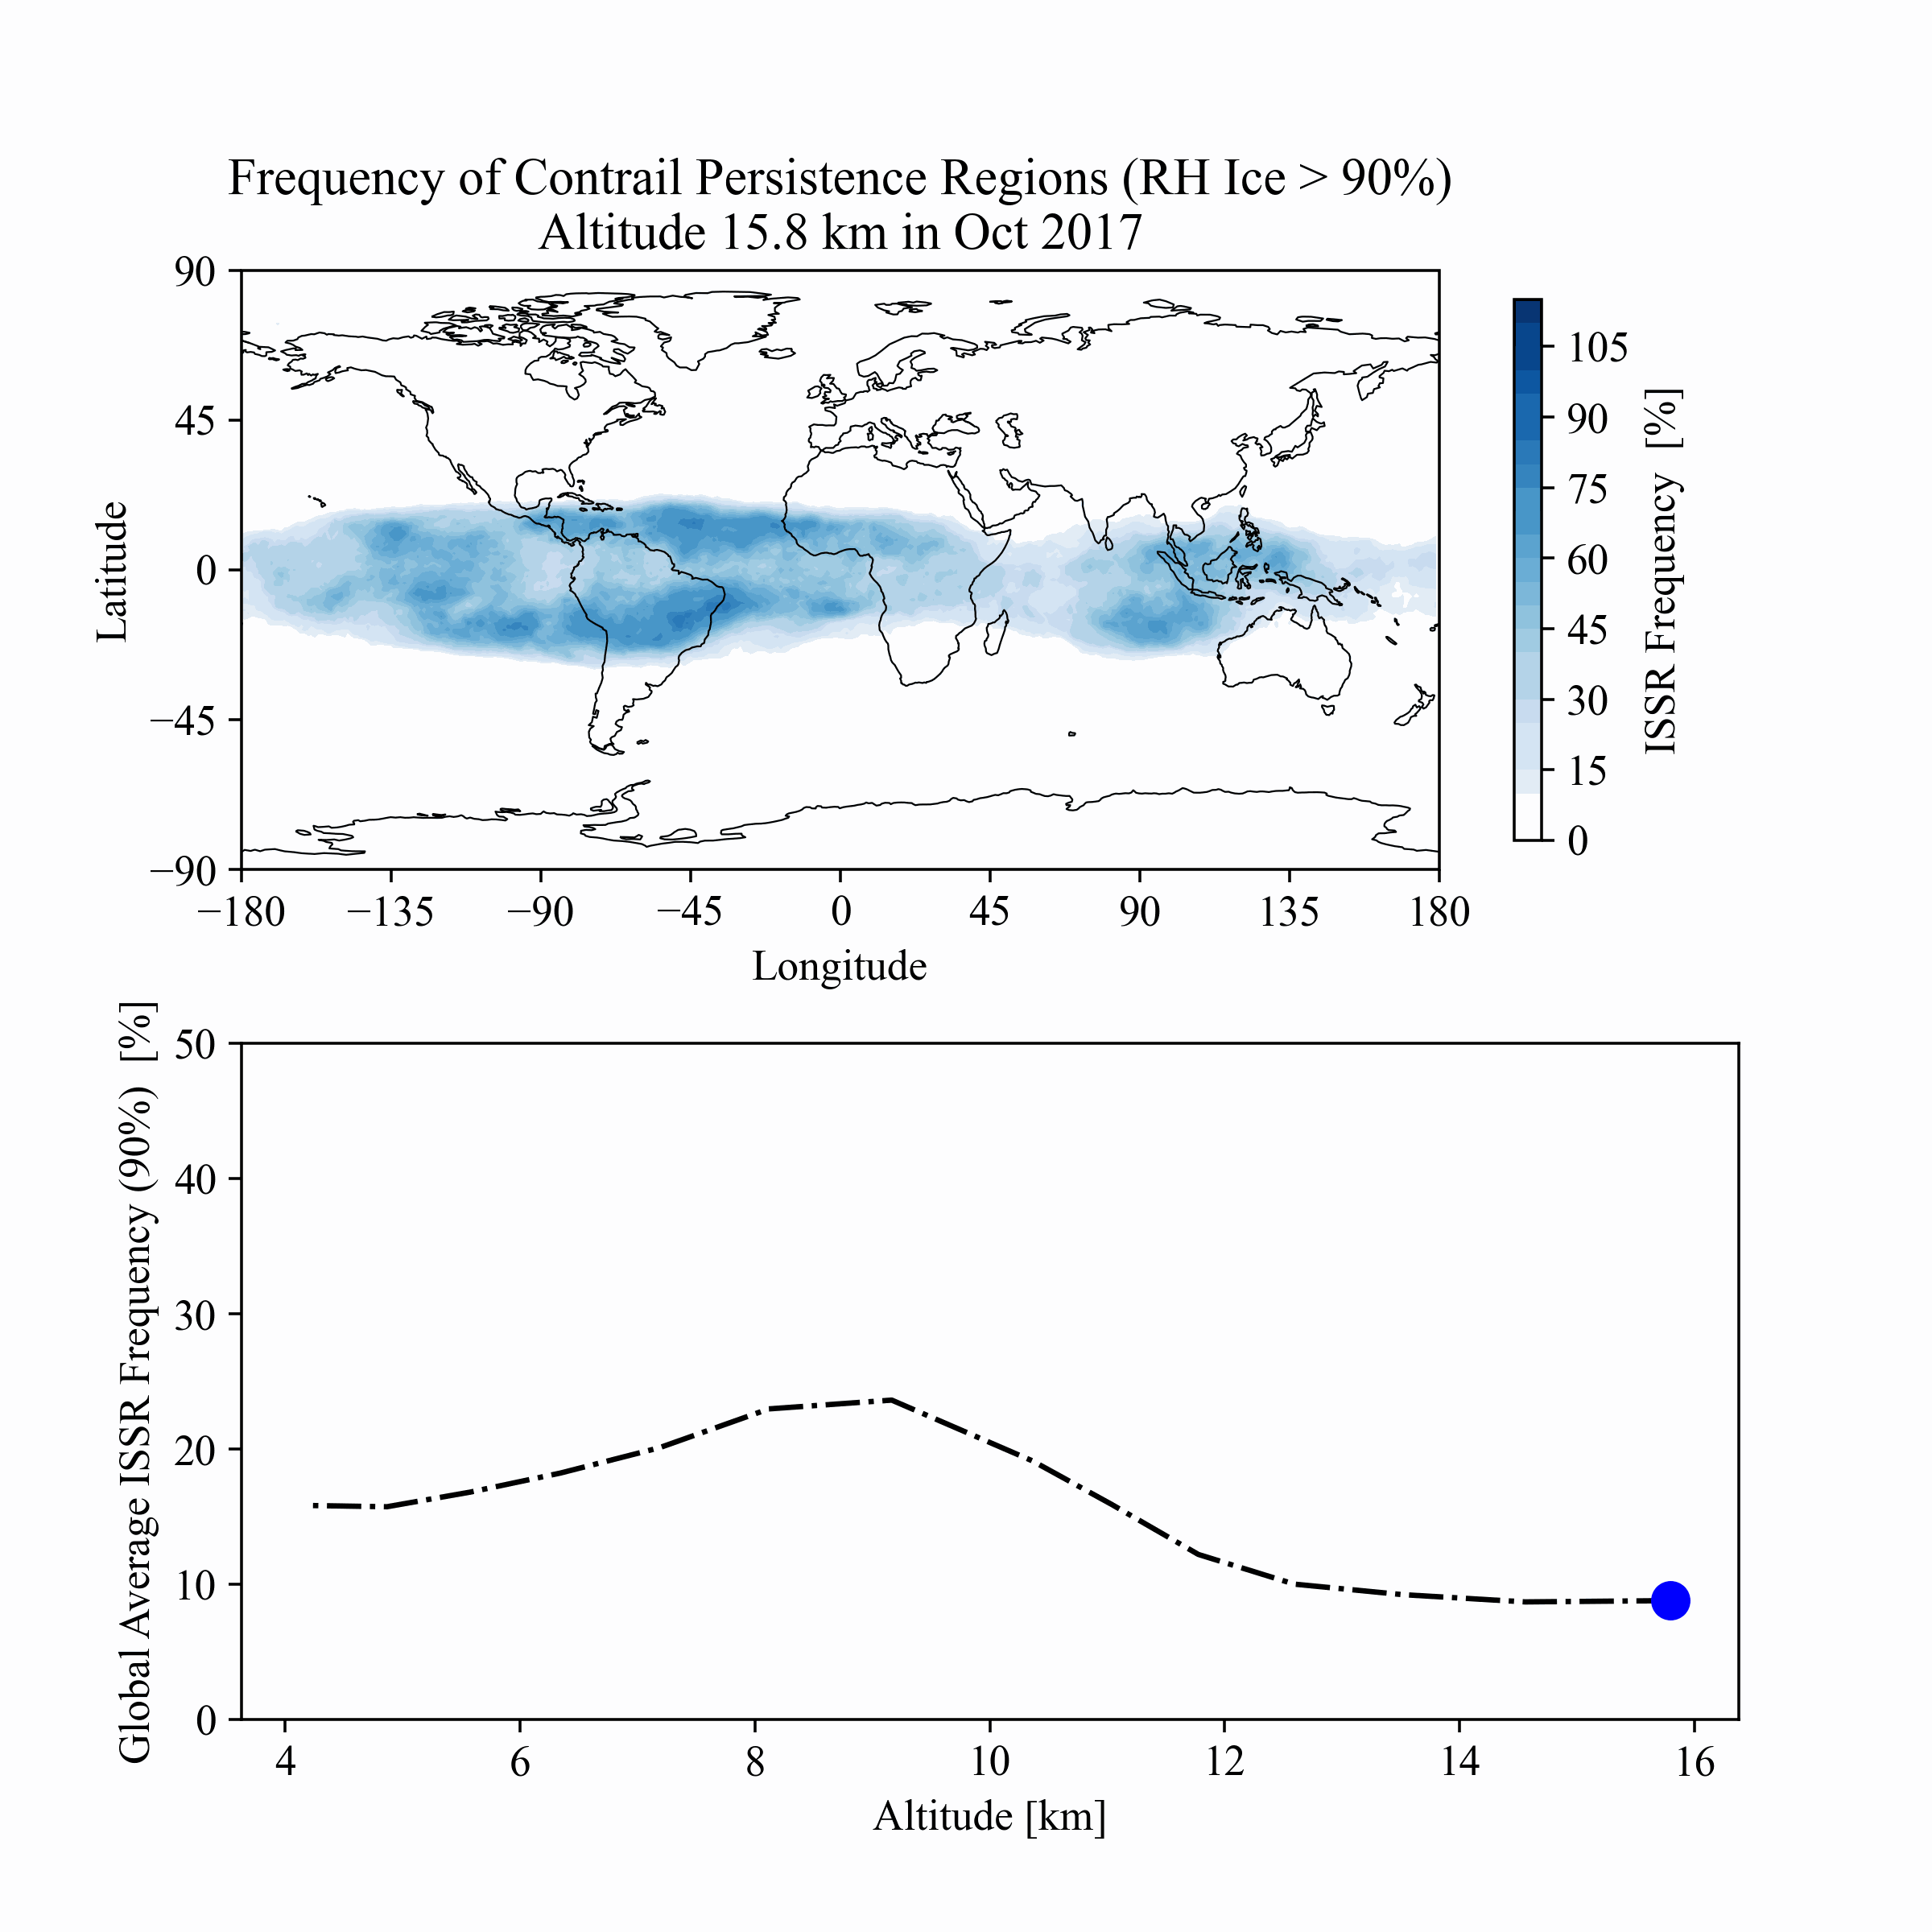 Frequency of Contrail Persistence Regions (RH Ice > 90%)
Altitude 15.8 km in Oct 2017
90
45
0
−45
−90
Latitude
−180 −135 −90 −45 0 45 90 135 180
Longitude
105
90
75
60
45
30
15
0
ISSR Frequency [%]
50
40
30
20
10
0
Global Average ISSR Frequency (90%) [%]
4 6 8 10 12 14 16
Altitude [km]